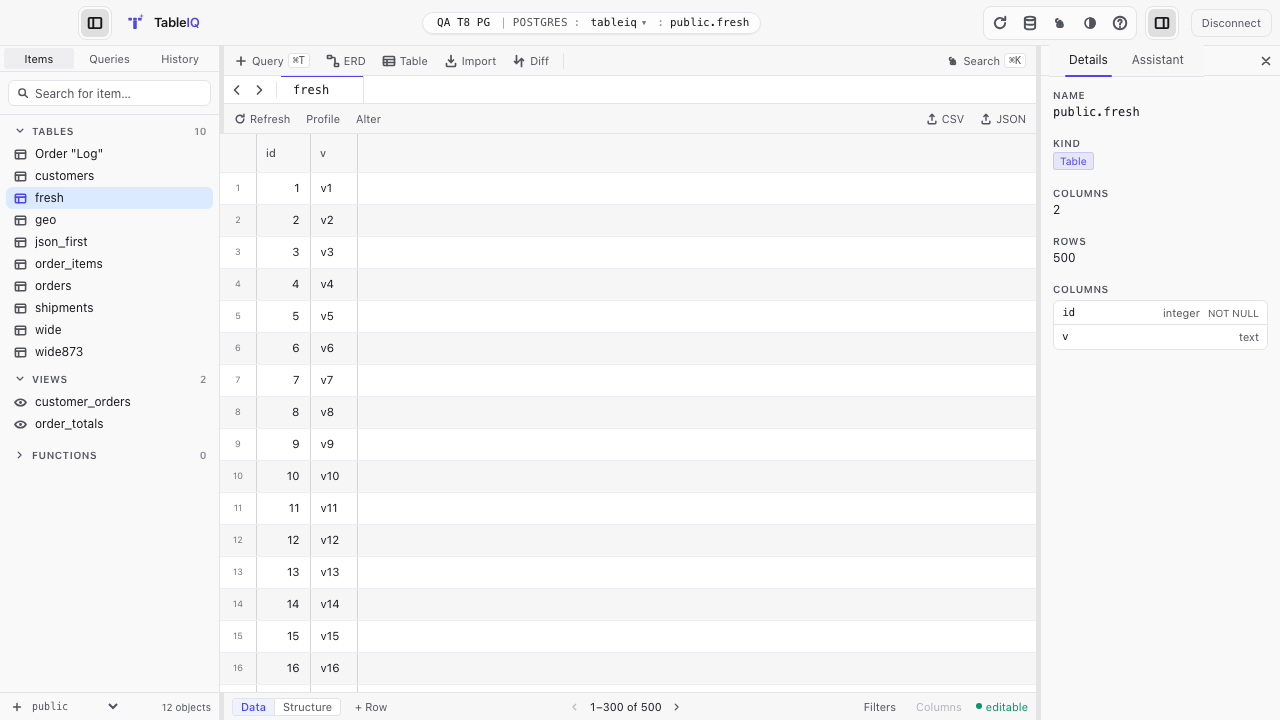 TableIQ
QA T8 PG | POSTGRES : tableiq ▾ : public.fresh
Disconnect
Items Queries History
Search for item...
TABLES 10
Order "Log"
customers
fresh
geo
json_first
order_items
orders
shipments
wide
wide873
VIEWS 2
customer_orders
order_totals
FUNCTIONS 0
+ public 12 objects
+ Query ⌘T ERD Table Import Diff Search ⌘K
fresh
Refresh Profile Alter CSV JSON
id v
1 1 v1
2 2 v2
3 3 v3
4 4 v4
5 5 v5
6 6 v6
7 7 v7
8 8 v8
9 9 v9
10 10 v10
11 11 v11
12 12 v12
13 13 v13
14 14 v14
15 15 v15
16 16 v16
Data Structure + Row 1–300 of 500 Filters Columns editable
Details Assistant
NAME
public.fresh
KIND
Table
COLUMNS
2
ROWS
500
COLUMNS
id integer NOT NULL
v text